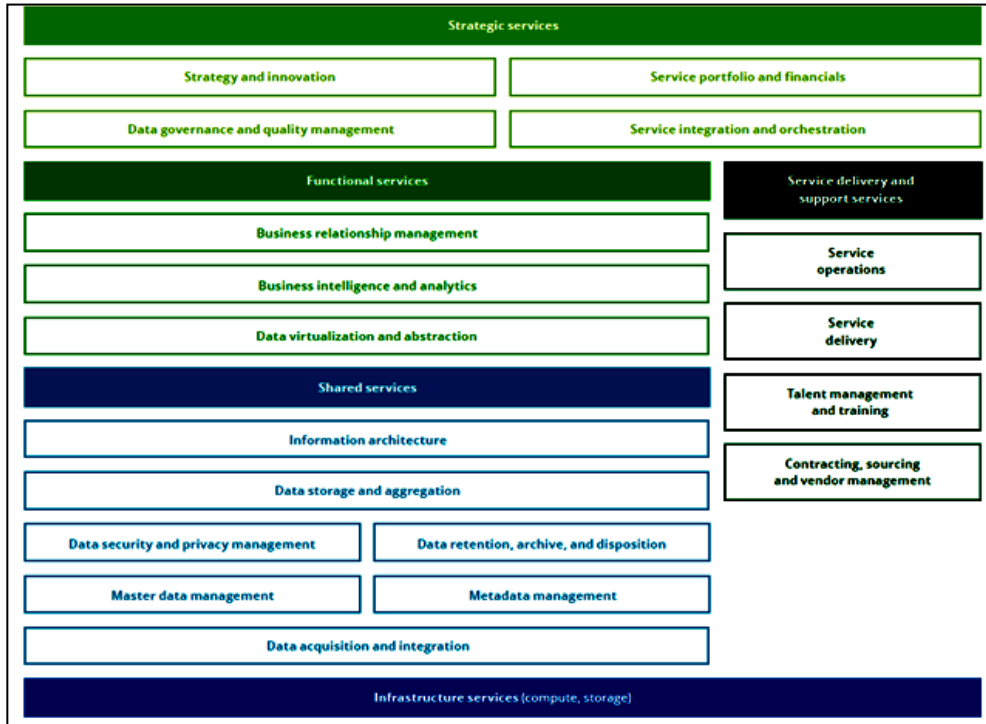 Strategic services
Strategy and innovation
Service portfolio and financials
Data governance and quality management
Service integration and orchestration
Functional services
Business relationship management
Business intelligence and analytics
Data virtualization and abstraction
Service delivery and
support services
Service
operations
Service
delivery
Talent management
and training
Contracting, sourcing
and vendor management
Shared services
Information architecture
Data storage and aggregation
Data security and privacy management
Data retention, archive, and disposition
Master data management
Metadata management
Data acquisition and integration
Infrastructure services (compute, storage)